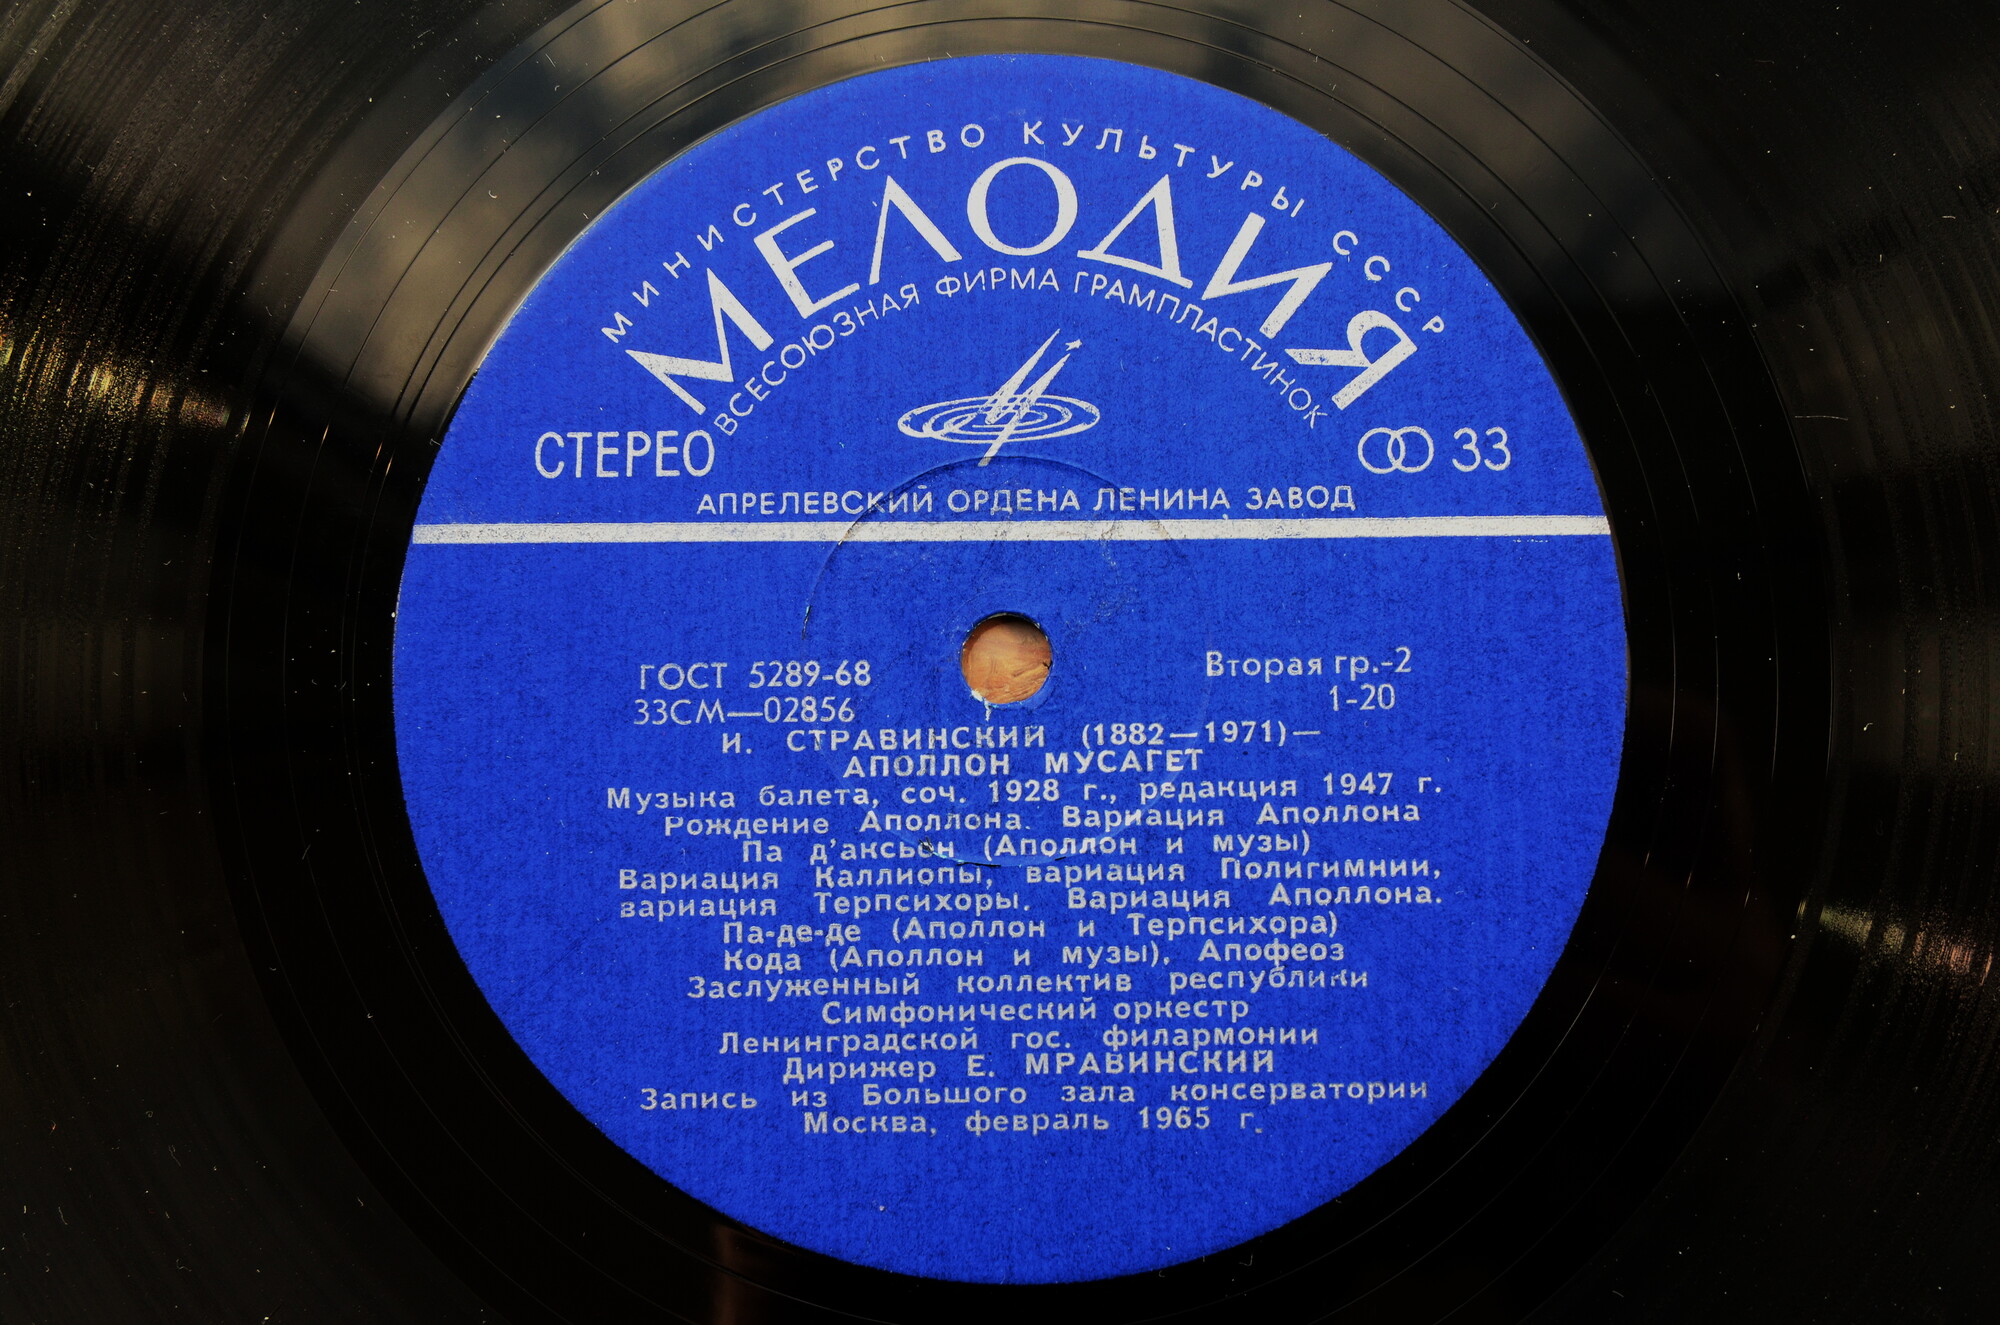 МИНИСТЕРСТВО КУЛЬТУРЫ СССР
МЕЛОДИЯ
ВСЕСОЮЗНАЯ ФИРМА ГРАМПЛАСТИНОК
СТЕРЕО
33
АПРЕЛЕВСКИЙ ОРДЕНА ЛЕНИНА ЗАВОД
ГОСТ 5289-68
Вторая гр.-2
33СМ—02856
1-20
И. СТРАВИНСКИЙ (1882—1971)—
АПОЛЛОН МУСАГЕТ
Музыка балета, соч. 1928 г., редакция 1947 г.
Рождение Аполлона. Вариация Аполлона
Па д'аксьон (Аполлон и музы)
Вариация Каллиопы, вариация Полигимнии,
вариация Терпсихоры. Вариация Аполлона.
Па-де-де (Аполлон и Терпсихора)
Кода (Аполлон и музы), Апофеоз
Заслуженный коллектив республики
Симфонический оркестр
Ленинградской гос. филармонии
Дирижер Е. МРАВИНСКИЙ
Запись из Большого зала консерватории
Москва, февраль 1965 г.